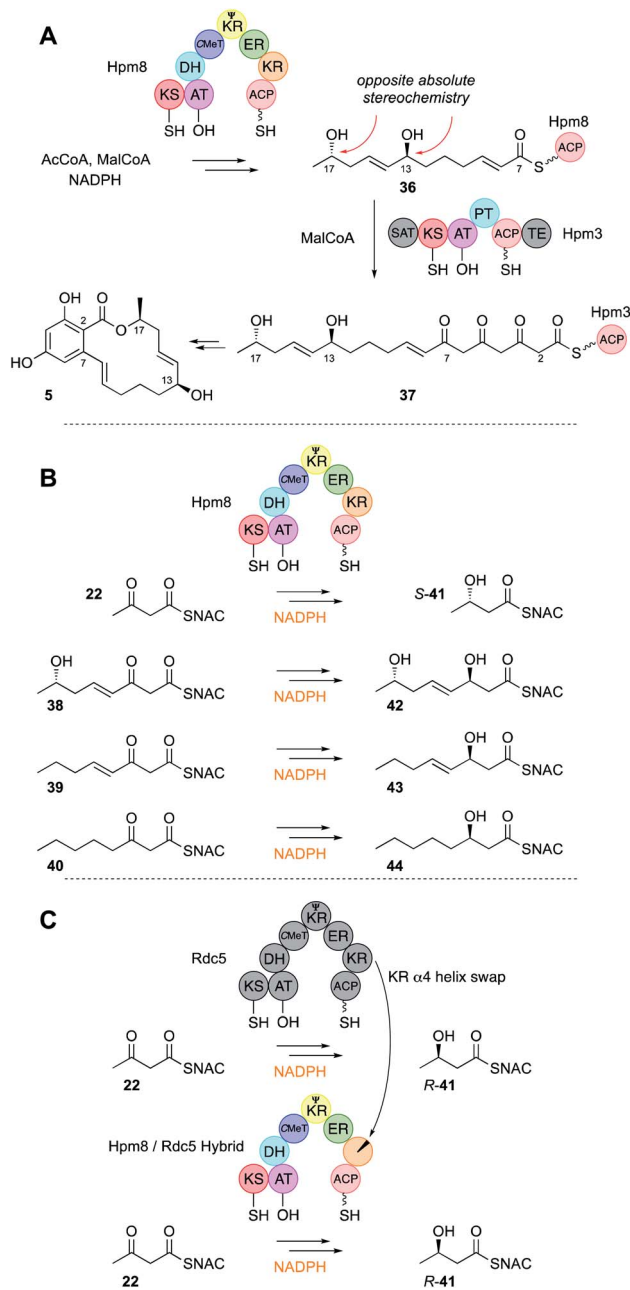 A
Ψ
KR
CMeT
ER
DH
KR
Hpm8
KS
AT
ACP
SH
OH
SH
opposite absolute
stereochemistry
AcCoA, MalCoA
NADPH
OH
OH
O
17
13
7
S
ACP
Hpm8
36
MalCoA
SAT
KS
AT
PT
ACP
TE
Hpm3
SH
OH
SH
OH
O
2
O
17
HO
7
13
OH
5
OH
OH
O
O
O
O
17
13
7
2
S
ACP
Hpm3
37
B
Ψ
KR
CMeT
ER
DH
KR
Hpm8
KS
AT
ACP
SH
OH
SH
22
O
O
SNAC
NADPH
S-41
OH
O
SNAC
OH
O
O
SNAC
38
NADPH
OH
OH
O
SNAC
42
O
O
SNAC
39
NADPH
OH
O
SNAC
43
O
O
SNAC
40
NADPH
OH
O
SNAC
44
C
Ψ
KR
CMeT
ER
DH
KR
Rdc5
KS
AT
ACP
SH
OH
SH
KR α4 helix swap
O
O
SNAC
22
NADPH
OH
O
SNAC
R-41
Ψ
KR
CMeT
ER
DH
Hpm8 / Rdc5 Hybrid
KS
AT
ACP
SH
OH
SH
O
O
SNAC
22
NADPH
OH
O
SNAC
R-41